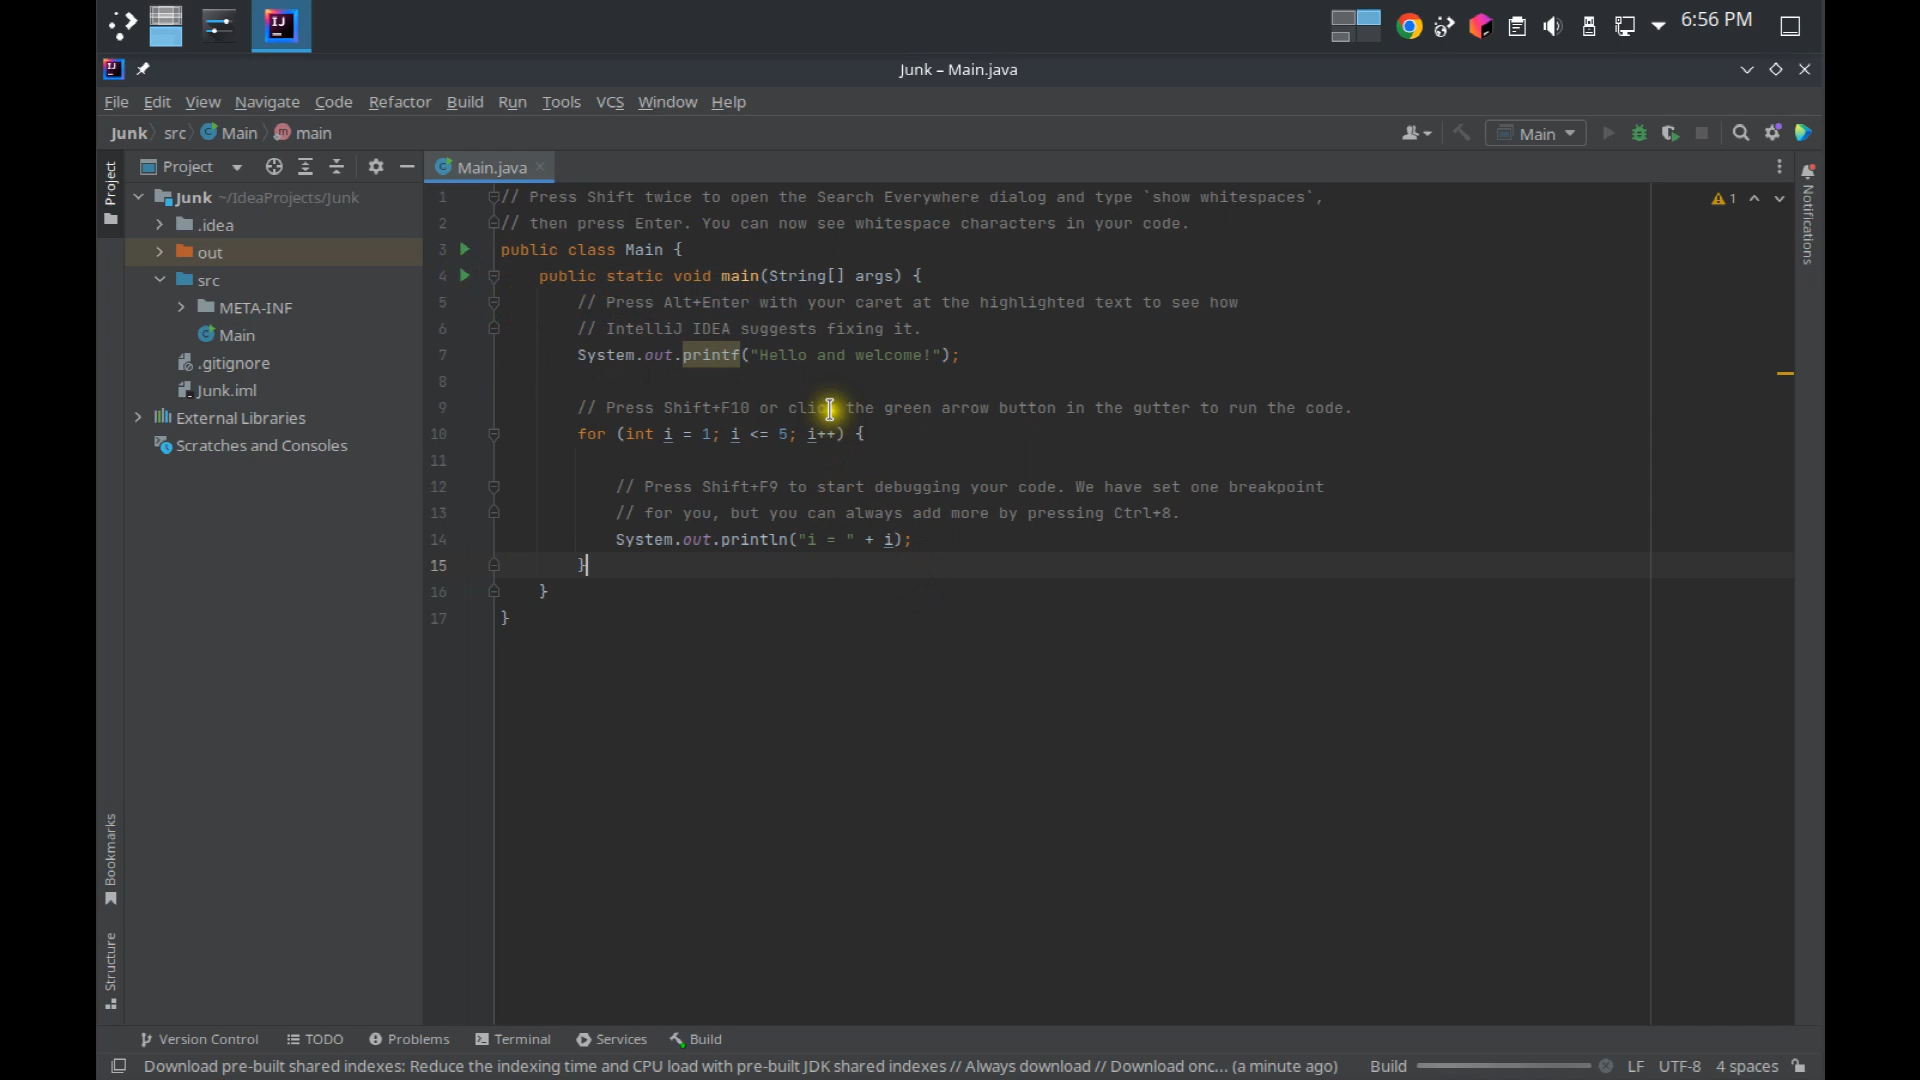 6:56 PM
IJ
Junk – Main.java
File Edit View Navigate Code Refactor Build Run Tools VCS Window Help
Junk src Main main
Main
Project
Main.java
Project
Junk ~/IdeaProjects/Junk
.idea
out
src
META-INF
Main
.gitignore
Junk.iml
External Libraries
Scratches and Consoles
1 // Press Shift twice to open the Search Everywhere dialog and type `show whitespaces`,
2 // then press Enter. You can now see whitespace characters in your code.
3 public class Main {
4 public static void main(String[] args) {
5 // Press Alt+Enter with your caret at the highlighted text to see how
6 // IntelliJ IDEA suggests fixing it.
7 System.out.printf("Hello and welcome!");
8
9 // Press Shift+F10 or click the green arrow button in the gutter to run the code.
10 for (int i = 1; i <= 5; i++) {
11
12 // Press Shift+F9 to start debugging your code. We have set one breakpoint
13 // for you, but you can always add more by pressing Ctrl+8.
14 System.out.println("i = " + i);
15 }
16 }
17 }
1
Notifications
Bookmarks
Structure
Version Control TODO Problems Terminal Services Build
Download pre-built shared indexes: Reduce the indexing time and CPU load with pre-built JDK shared indexes // Always download // Download onc... (a minute ago) Build LF UTF-8 4 spaces